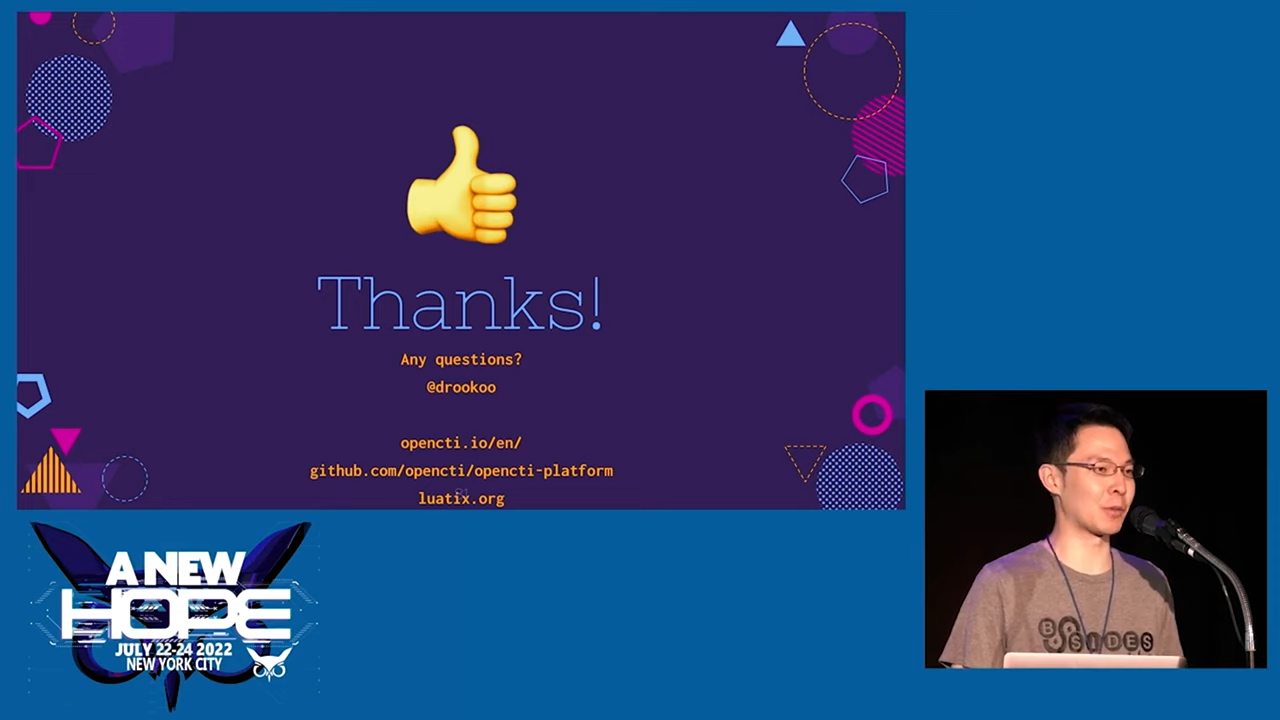 Thanks!
Any questions?
@drookoo
opencti.io/en/
github.com/opencti/opencti-platform
luatix.org
A NEW
HOPE
JULY 22-24 2022
NEW YORK CITY
BSIDES